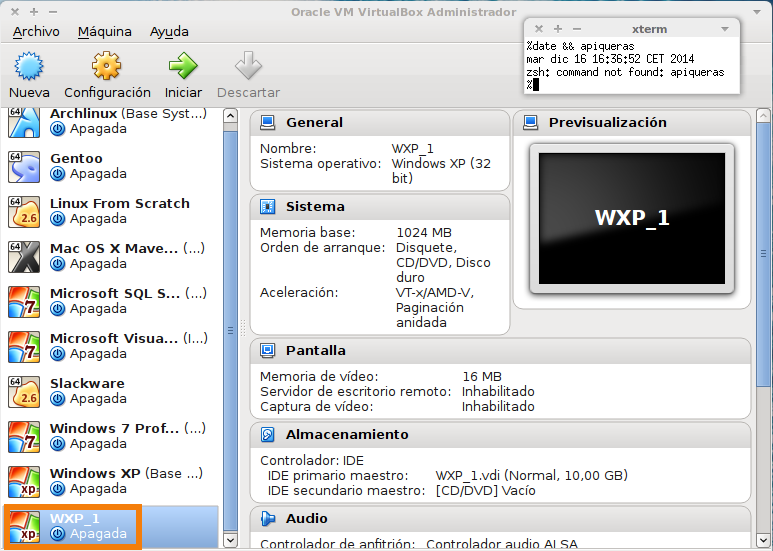 Oracle VM VirtualBox Administrador
Archivo Máquina Ayuda
Nueva Configuración Iniciar Descartar
xterm
%date && apiqueras
mar dic 16 16:36:52 CET 2014
zsh: command not found: apiqueras
%
64
Archlinux (Base Syst...)
Apagada
Gentoo
Apagada
64
Linux From Scratch
2.6 Apagada
64
Mac OS X Mave... (...)
Apagada
Microsoft SQL S... (...)
7 Apagada
Microsoft Visua... (I...)
7 Apagada
64
Slackware
2.6 Apagada
Windows 7 Prof... (...)
7 Apagada
Windows XP (Base ...)
xp Apagada
WXP_1
xp Apagada
General
Nombre: WXP_1
Sistema operativo: Windows XP (32
bit)
Sistema
Memoria base: 1024 MB
Orden de arranque: Disquete,
CD/DVD, Disco
duro
Aceleración: VT-x/AMD-V,
Paginación
anidada
Previsualización
WXP_1
Pantalla
Memoria de vídeo: 16 MB
Servidor de escritorio remoto: Inhabilitado
Captura de vídeo: Inhabilitado
Almacenamiento
Controlador: IDE
IDE primario maestro: WXP_1.vdi (Normal, 10,00 GB)
IDE secundario maestro: [CD/DVD] Vacío
Audio
Controlador de anfitrión: Controlador audio ALSA